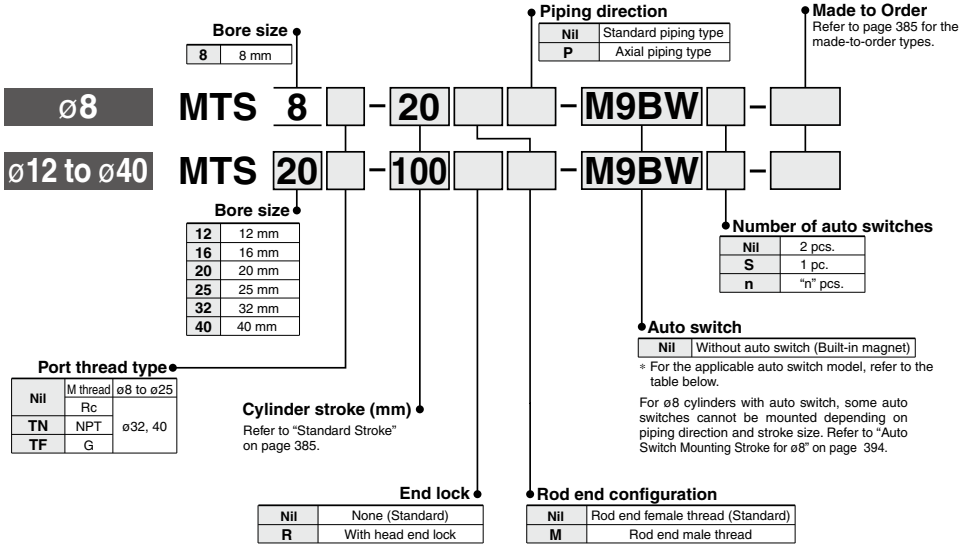 Bore size
8 8 mm
Piping direction
Nil Standard piping type
P Axial piping type
Made to Order
Refer to page 385 for the
made-to-order types.
ø8 MTS 8 – 20 – M9BW –
ø12 to ø40 MTS 20 – 100 – M9BW –
Bore size
12 12 mm
16 16 mm
20 20 mm
25 25 mm
32 32 mm
40 40 mm
Number of auto switches
Nil 2 pcs.
S 1 pc.
n “n” pcs.
Auto switch
Nil Without auto switch (Built-in magnet)
* For the applicable auto switch model, refer to the
table below.
For ø8 cylinders with auto switch, some auto
switches cannot be mounted depending on
piping direction and stroke size. Refer to “Auto
Switch Mounting Stroke for ø8” on page 394.
Port thread type
Nil M thread ø8 to ø25
Rc ø32, 40
TN NPT
TF G
Cylinder stroke (mm)
Refer to “Standard Stroke”
on page 385.
End lock
Nil None (Standard)
R With head end lock
Rod end configuration
Nil Rod end female thread (Standard)
M Rod end male thread